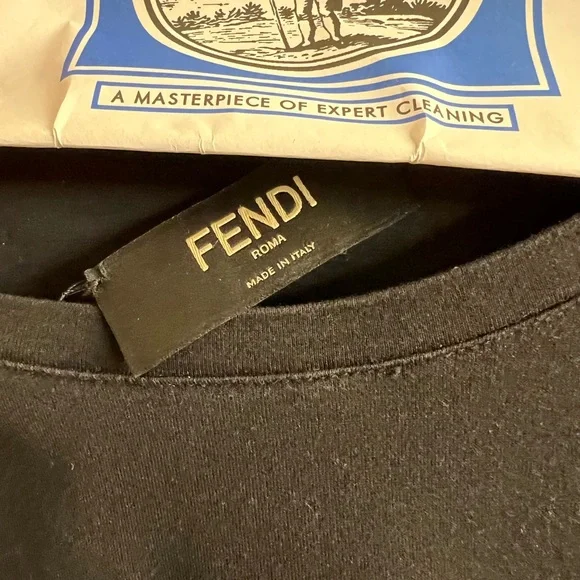 A MASTERPIECE OF EXPERT CLEANING
FENDI
ROMA
MADE IN ITALY